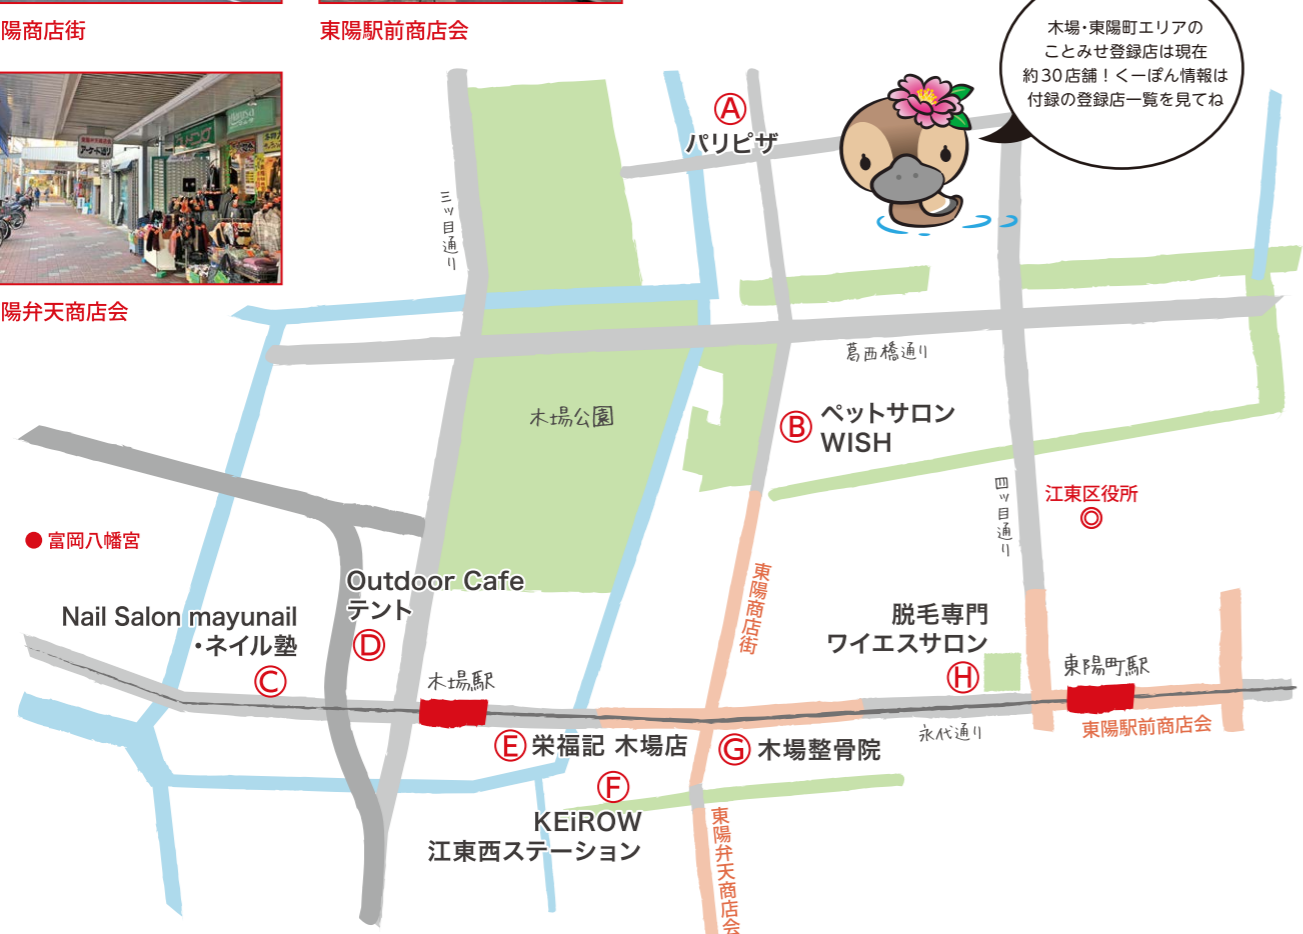 陽商店街
東陽駅前商店会
木場・東陽町エリアの
ことみせ登録店は現在
約30店舗！くーぽん情報は
付録の登録店一覧を見てね
Ⓐ
パリピザ
三ツ目通り
陽弁天商店会
葛西橋通り
木場公園
Ⓑ ペットサロン
WISH
四ツ目通り
江東区役所
富岡八幡宮
Outdoor Cafe
テント
Ⓓ
東陽商店街
Nail Salon mayunail
・ネイル塾
Ⓒ
脱毛専門
ワイエスサロン
Ⓗ
木場駅
東陽町駅
Ⓔ 栄福記 木場店
Ⓖ 木場整骨院
永代通り
東陽駅前商店会
Ⓕ
KEiROW
江東西ステーション
東陽弁天商店会